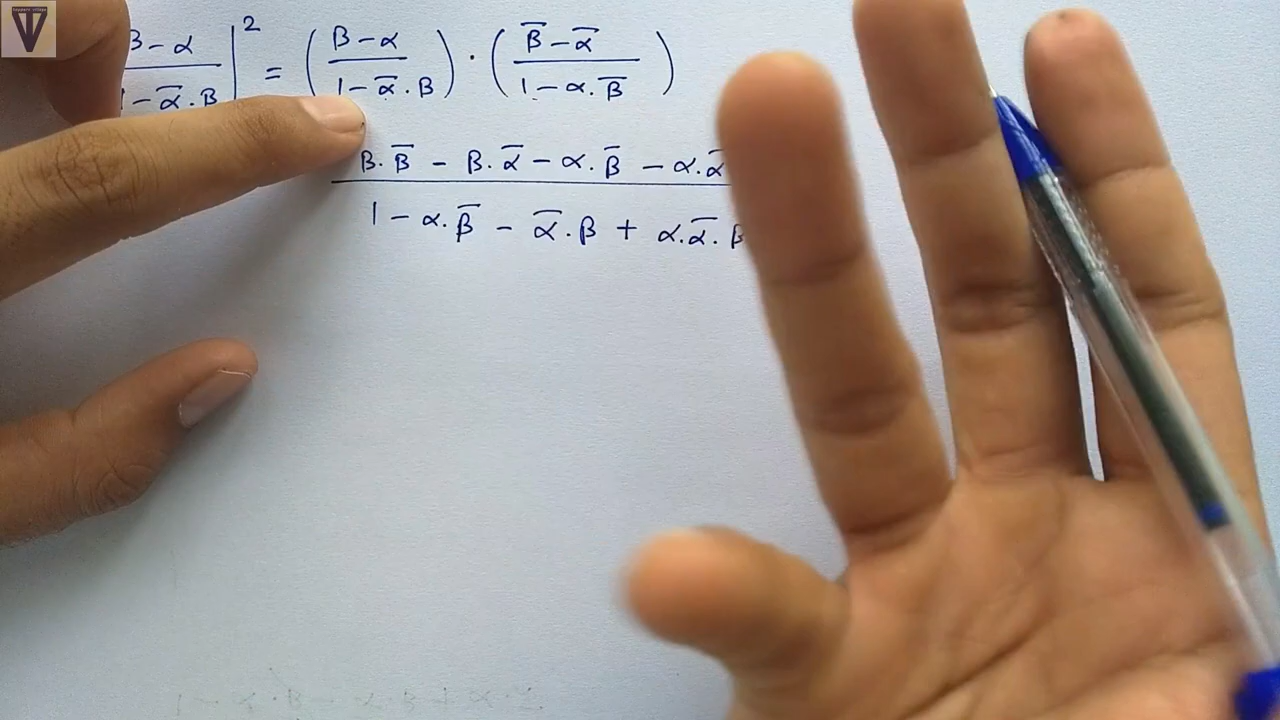 |β-α / 1-ᾱ.β|² = (β-α / 1-ᾱ.β) · (β̅-ᾱ / 1-α.β̅)
β.β̅ - β.ᾱ - α.β̅ - α.ᾱ
1 - α.β̅ - ᾱ.β + α.ᾱ.β